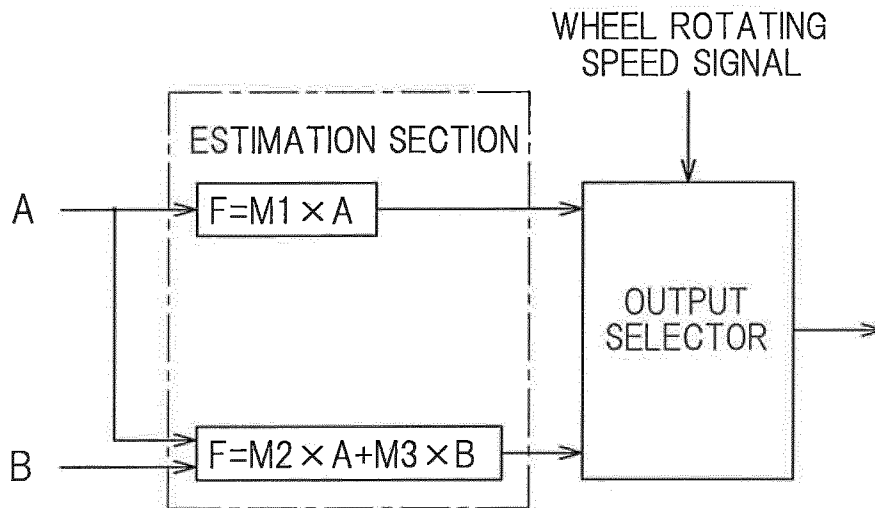 WHEEL ROTATING
SPEED SIGNAL
ESTIMATION SECTION
A
F=M1×A
OUTPUT
SELECTOR
B
F=M2×A+M3×B